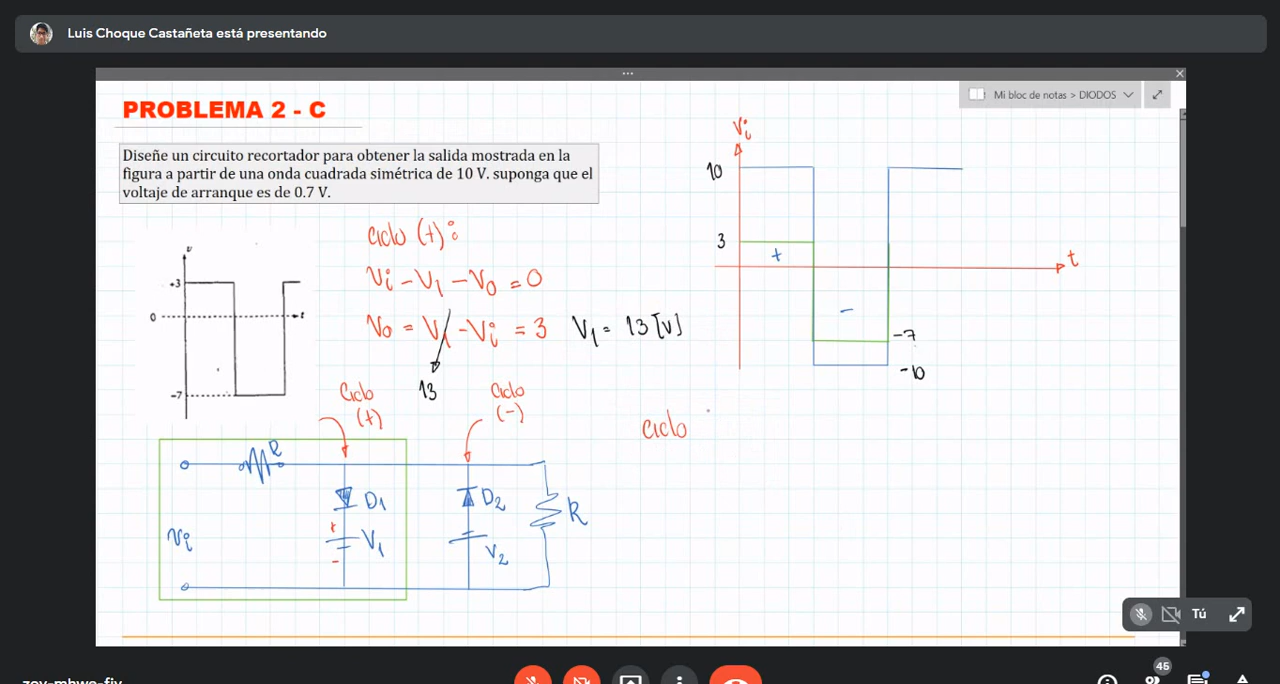 Luis Choque Castañeta está presentando
Mi bloc de notas > DIODOS
PROBLEMA 2 - C
Diseñe un circuito recortador para obtener la salida mostrada en la
figura a partir de una onda cuadrada simétrica de 10 V. suponga que el
voltaje de arranque es de 0.7 V.
Vi
10
3
+
t
-
-7
-10
Ciclo (+):
Vi - V1 - V0 = 0
V0 = V1 - Vi = 3 V1 = 13 [V]
13
v
+3
0
t
-7
Ciclo
(+)
Ciclo
(-)
Ciclo
R
D1
D2
R
Vi
+
V1
-
V2
Tú
45